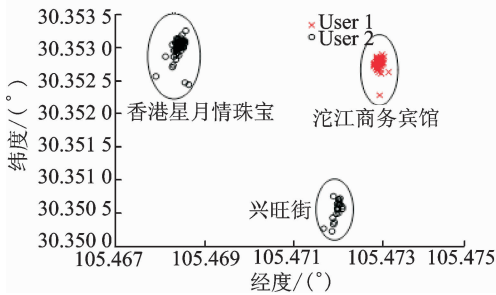 30.353 5
× User 1
○ User 2
30.353 0
30.352 5
30.352 0
香港星月情珠宝
沱江商务宾馆
纬度/(°)
30.351 5
30.351 0
30.350 5
兴旺街
30.350 0
105.467 105.469 105.471 105.473 105.475
经度/(°)